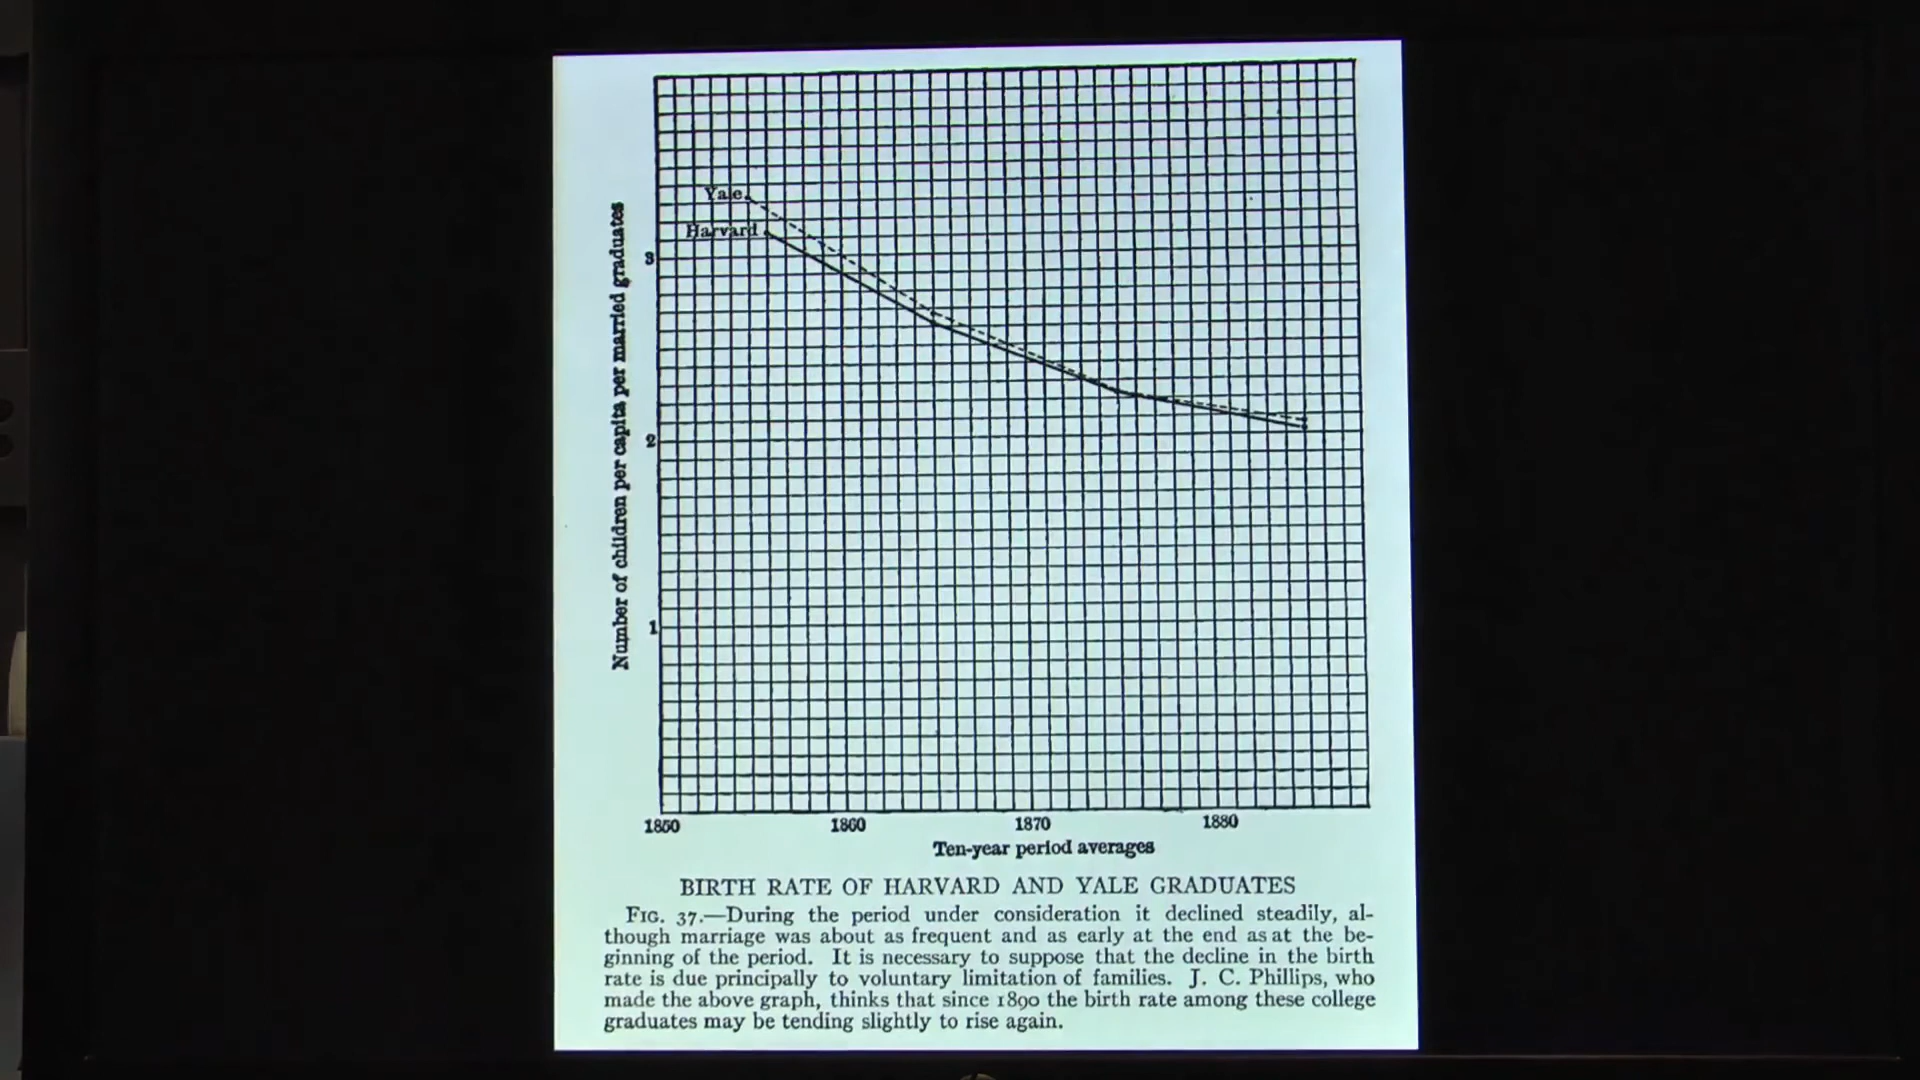 Yale
Harvard
3
2
1
Number of children per capita per married graduates
1850
1860
1870
1880
Ten-year period averages
BIRTH RATE OF HARVARD AND YALE GRADUATES
FIG. 37.—During the period under consideration it declined steadily, al-
though marriage was about as frequent and as early at the end as at the be-
ginning of the period. It is necessary to suppose that the decline in the birth
rate is due principally to voluntary limitation of families. J. C. Phillips, who
made the above graph, thinks that since 1890 the birth rate among these college
graduates may be tending slightly to rise again.